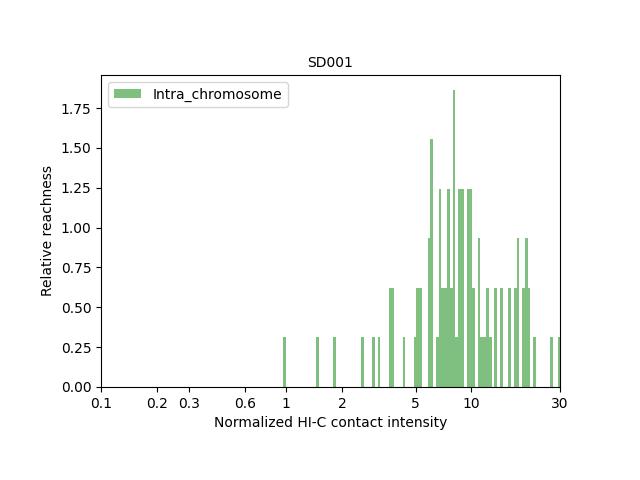 SD001
Intra_chromosome
Relative reachness
1.75
1.50
1.25
1.00
0.75
0.50
0.25
0.00
0.1 0.2 0.3 0.6 1 2 5 10 30
Normalized HI-C contact intensity